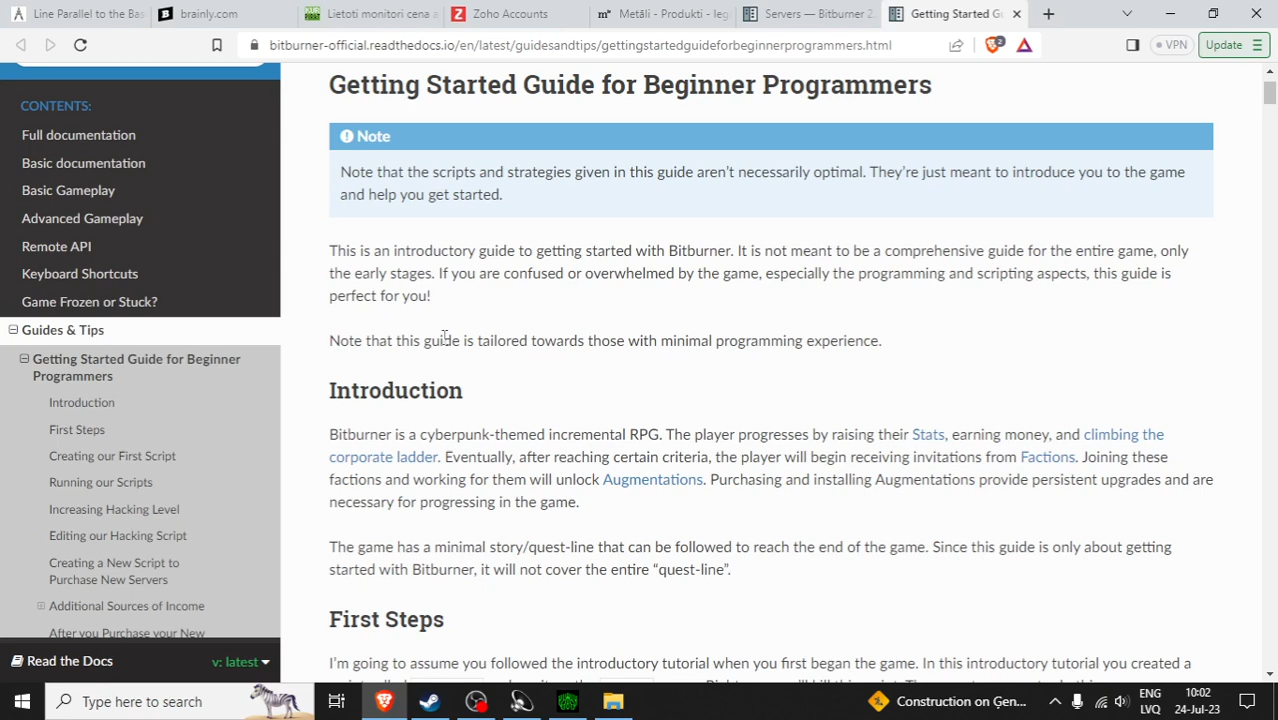 Line Parallel to the Bas
brainly.com
Lietoti monitori cena a
Zoho Accounts
Metāli - Produkti - leg
Servers — Bitburner 2.
Getting Started Gu
bitburner-official.readthedocs.io/en/latest/guidesandtips/gettingstartedguideforbeginnerprogrammers.html
2
VPN
Update
CONTENTS:
Full documentation
Basic documentation
Basic Gameplay
Advanced Gameplay
Remote API
Keyboard Shortcuts
Game Frozen or Stuck?
Guides & Tips
Getting Started Guide for Beginner
Programmers
Introduction
First Steps
Creating our First Script
Running our Scripts
Increasing Hacking Level
Editing our Hacking Script
Creating a New Script to
Purchase New Servers
Additional Sources of Income
After you Purchase your New
Read the Docs
v: latest
Getting Started Guide for Beginner Programmers
Note
Note that the scripts and strategies given in this guide aren't necessarily optimal. They're just meant to introduce you to the game
and help you get started.
This is an introductory guide to getting started with Bitburner. It is not meant to be a comprehensive guide for the entire game, only
the early stages. If you are confused or overwhelmed by the game, especially the programming and scripting aspects, this guide is
perfect for you!
Note that this guide is tailored towards those with minimal programming experience.
Introduction
Bitburner is a cyberpunk-themed incremental RPG. The player progresses by raising their Stats, earning money, and climbing the
corporate ladder. Eventually, after reaching certain criteria, the player will begin receiving invitations from Factions. Joining these
factions and working for them will unlock Augmentations. Purchasing and installing Augmentations provide persistent upgrades and are
necessary for progressing in the game.
The game has a minimal story/quest-line that can be followed to reach the end of the game. Since this guide is only about getting
started with Bitburner, it will not cover the entire “quest-line”.
First Steps
I'm going to assume you followed the introductory tutorial when you first began the game. In this introductory tutorial you created a
Type here to search
Construction on Gen...
ENG
LVQ
10:02
24-Jul-23